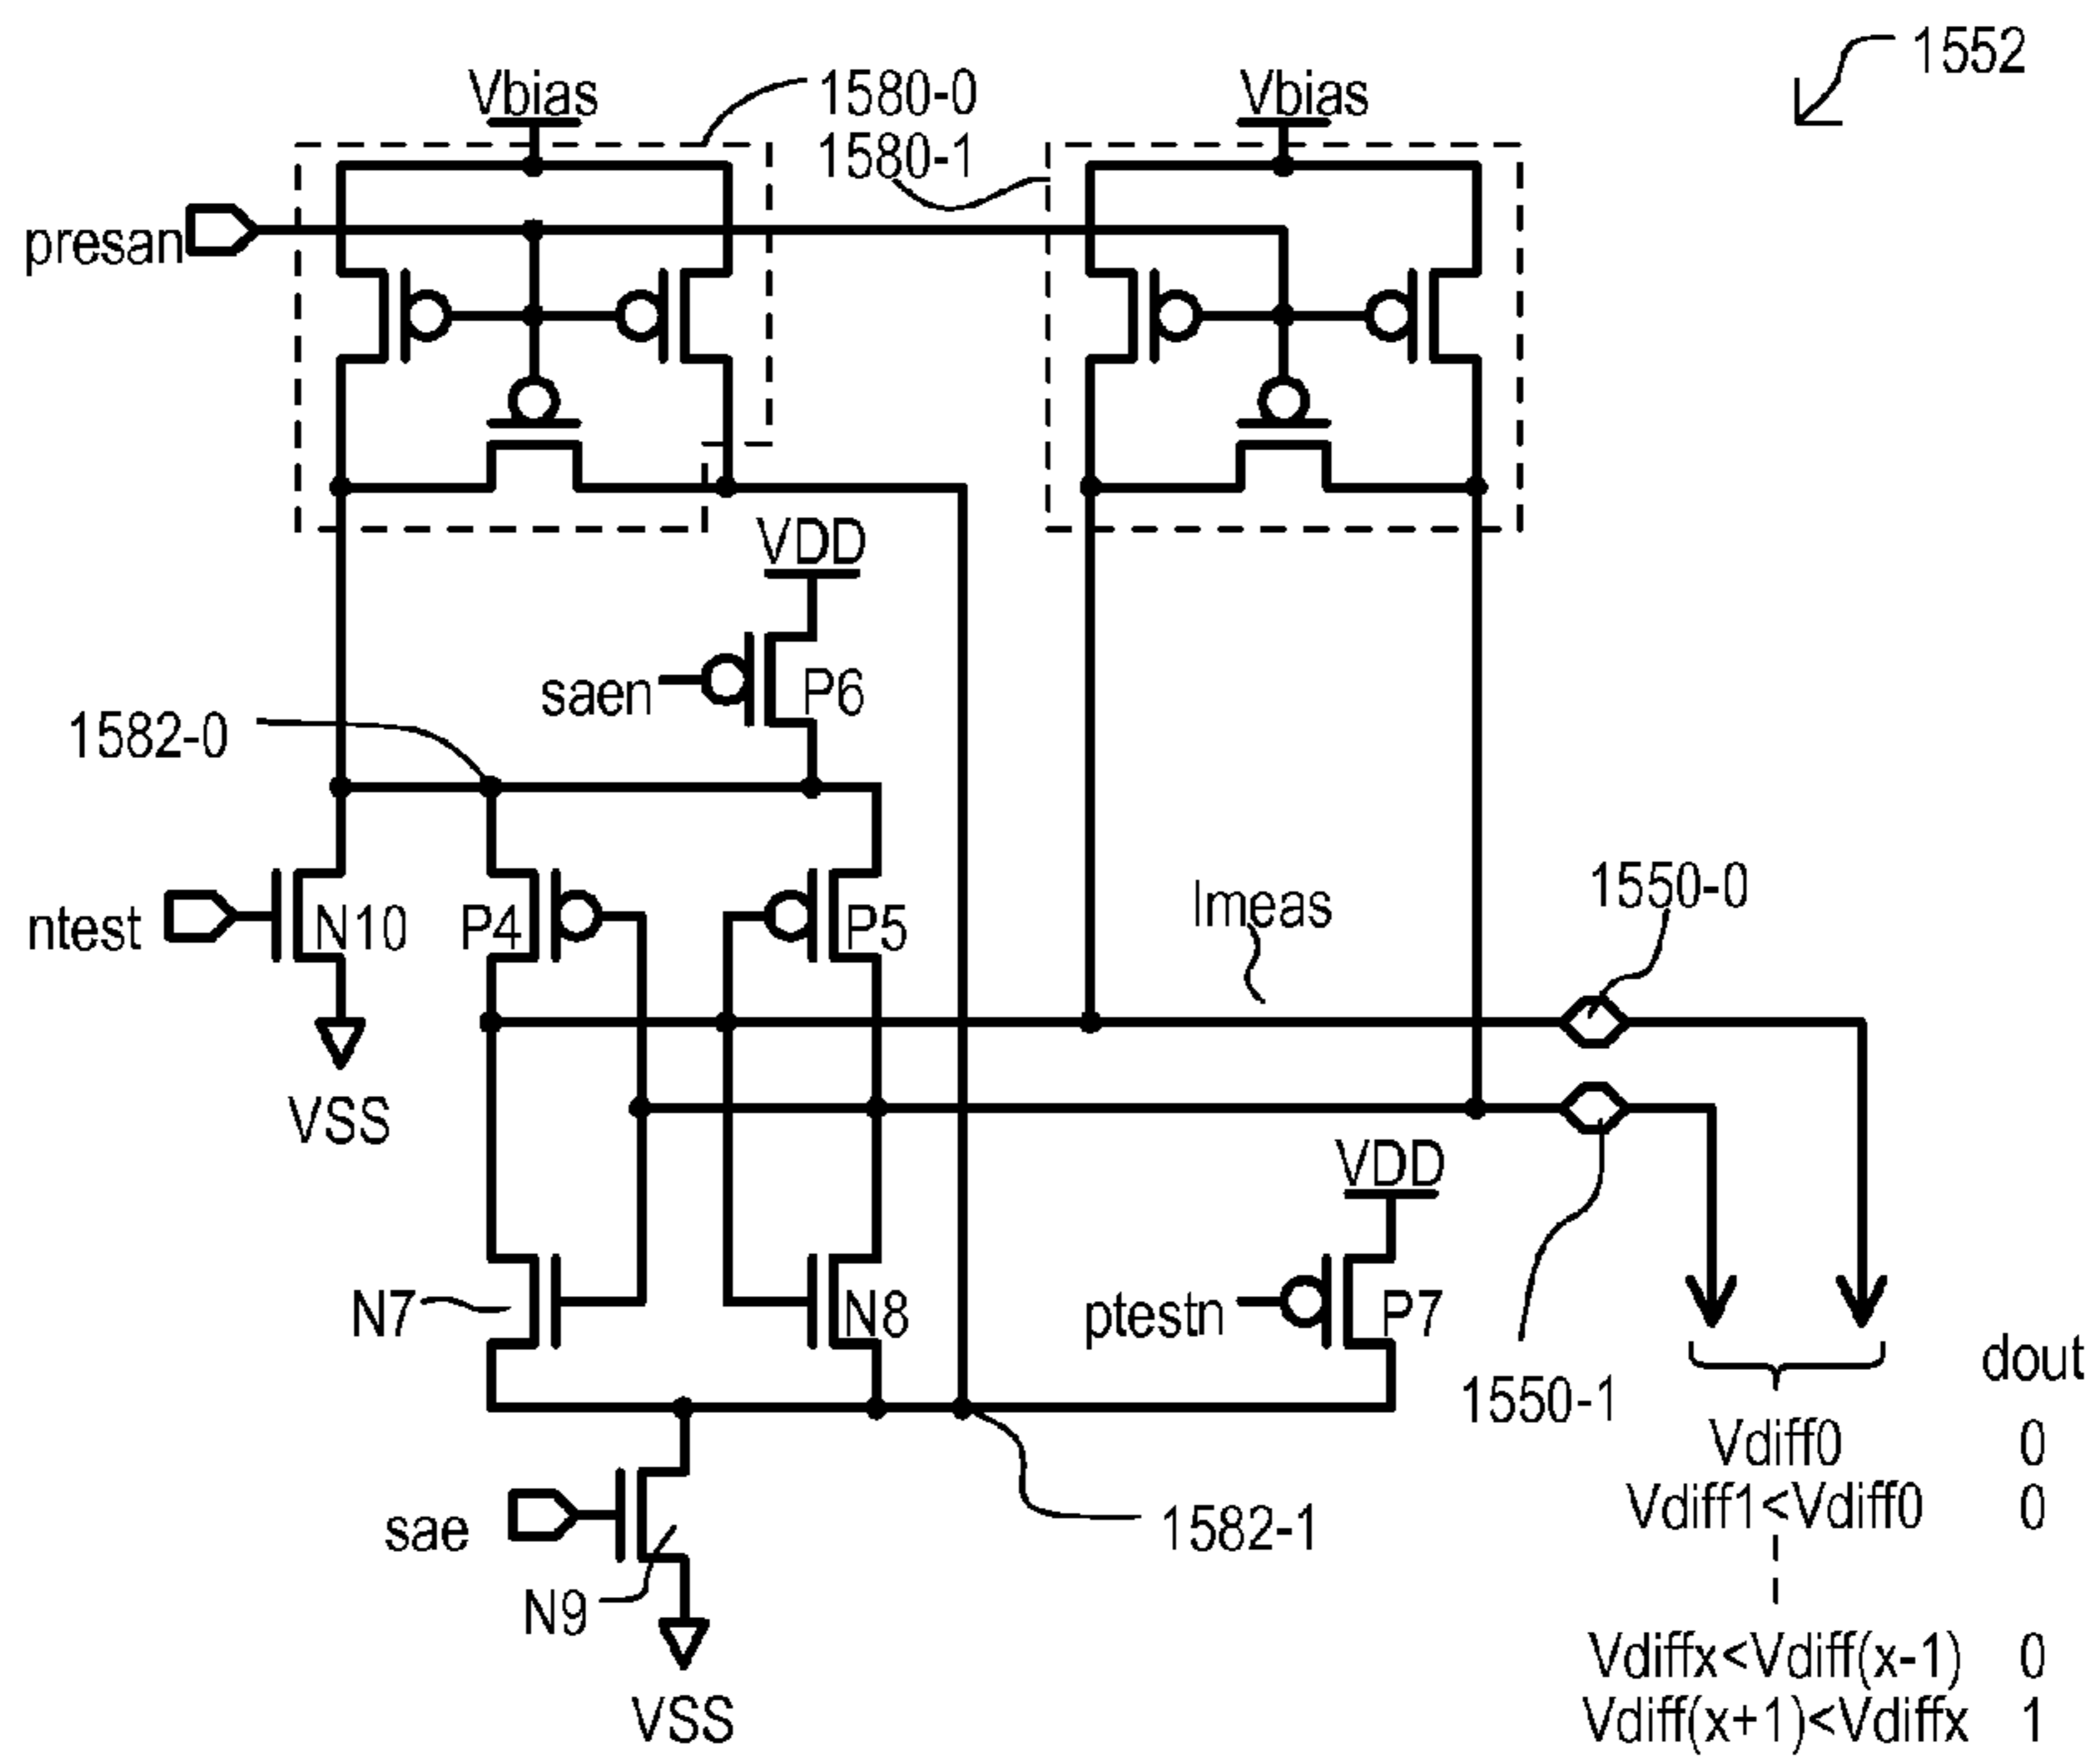 1552
Vbias
1580-0
Vbias
1580-1
presan
VDD
saen
P6
1582-0
1550-0
Imeas
ntest
N10
P4
P5
VSS
VDD
N7
N8
ptestn
P7
dout
1550-1
Vdiff0 0
Vdiff1<Vdiff0 0
sae
1582-1
N9
Vdiffx<Vdiff(x-1) 0
VSS
Vdiff(x+1)<Vdiffx 1